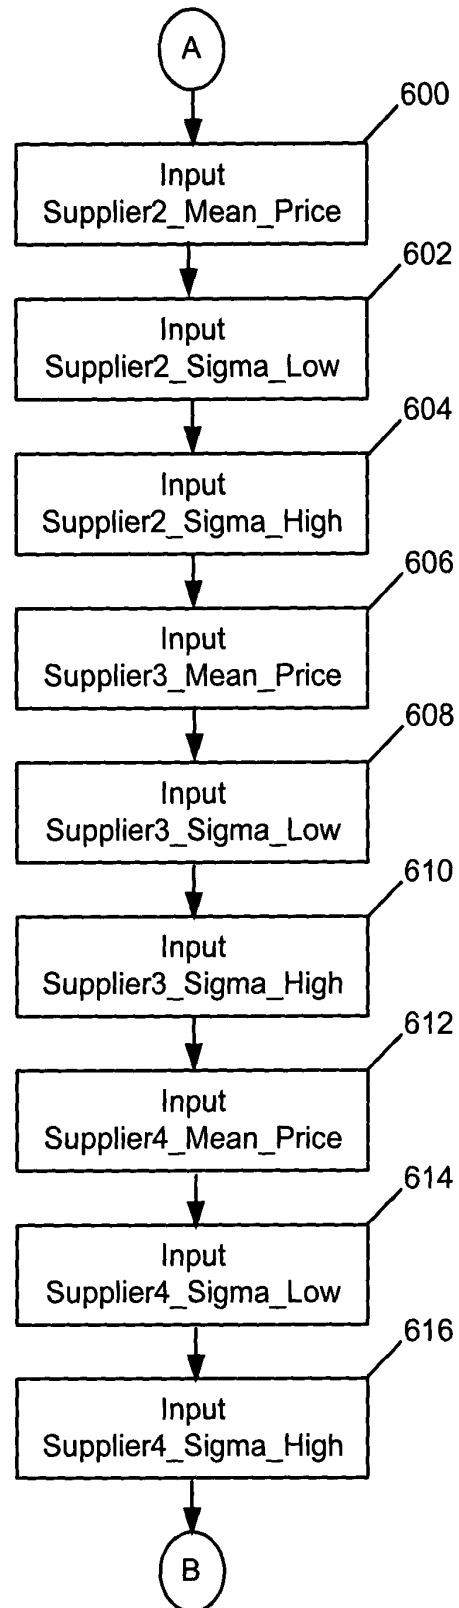 A
600
Input
Supplier2_Mean_Price
602
Input
Supplier2_Sigma_Low
604
Input
Supplier2_Sigma_High
606
Input
Supplier3_Mean_Price
608
Input
Supplier3_Sigma_Low
610
Input
Supplier3_Sigma_High
612
Input
Supplier4_Mean_Price
614
Input
Supplier4_Sigma_Low
616
Input
Supplier4_Sigma_High
B